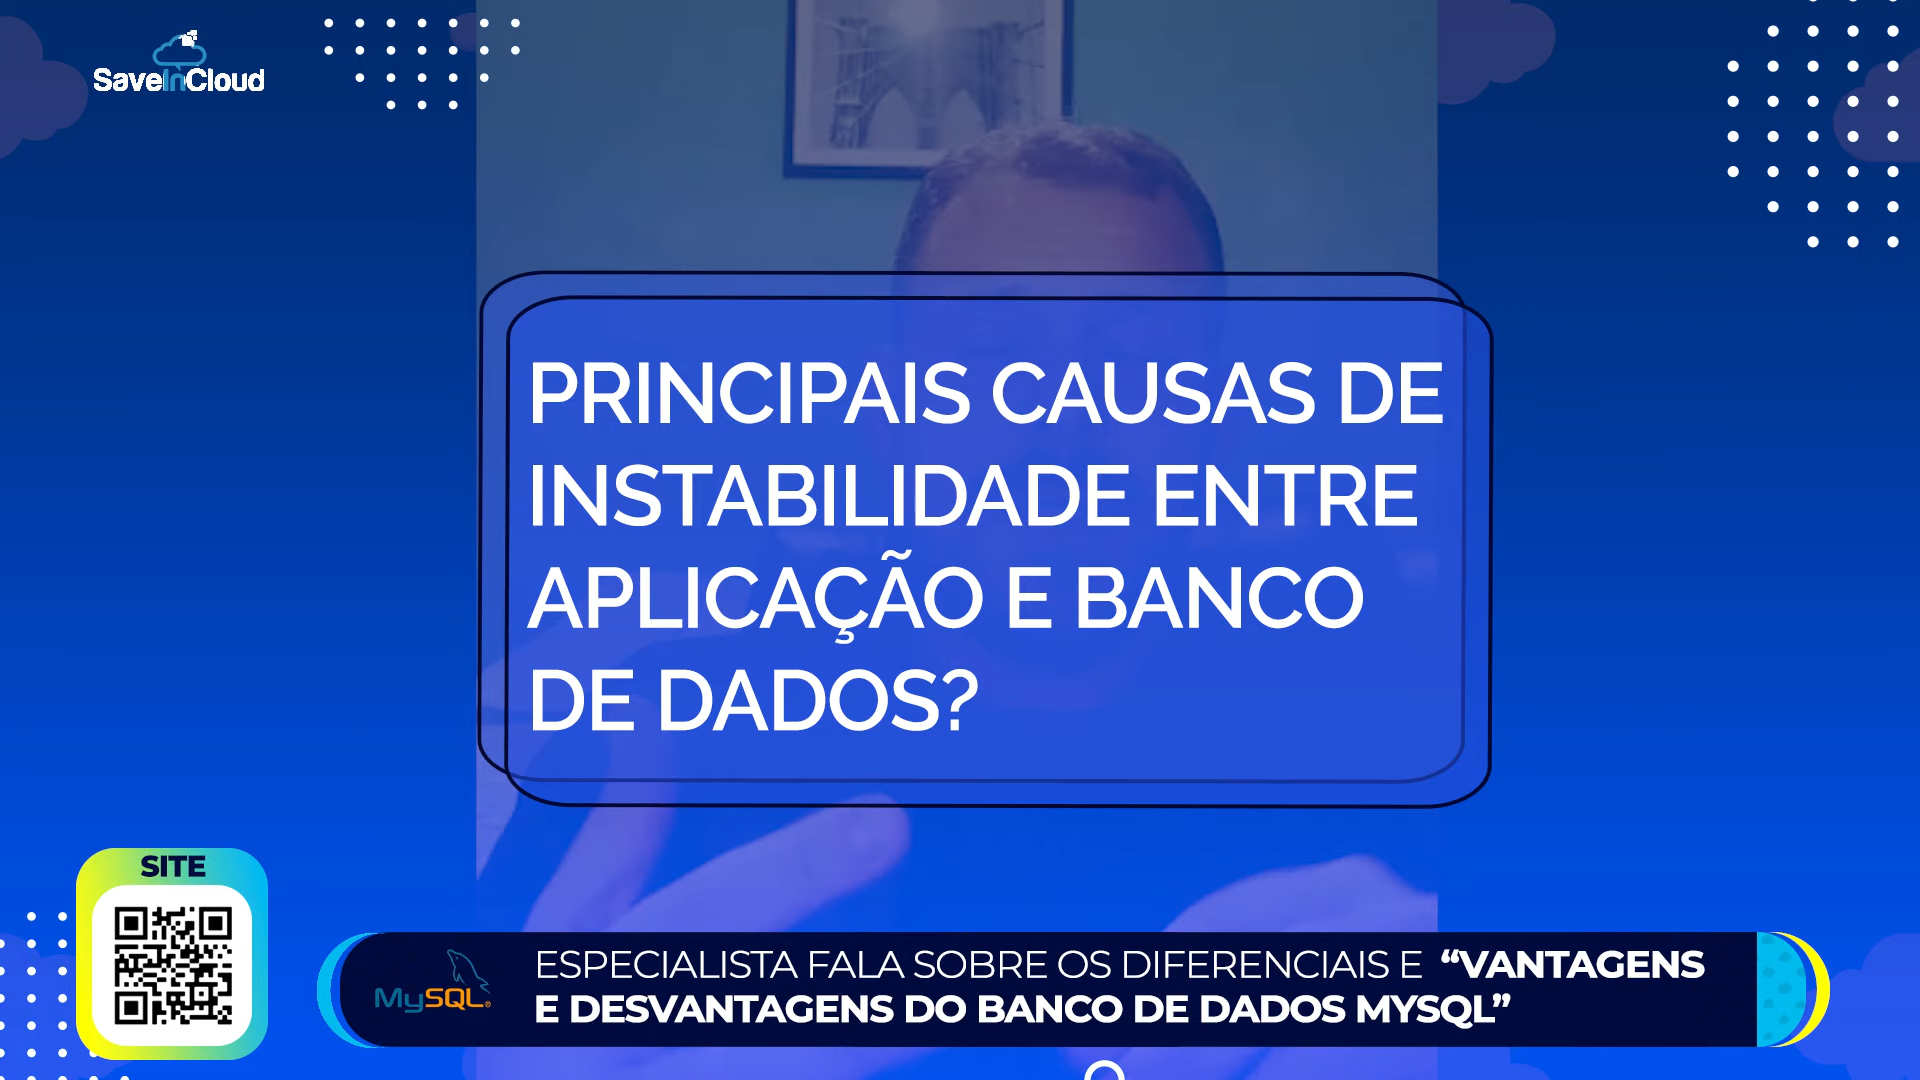 SaveInCloud
PRINCIPAIS CAUSAS DE
INSTABILIDADE ENTRE
APLICAÇÃO E BANCO
DE DADOS?
SITE
MySQL®
ESPECIALISTA FALA SOBRE OS DIFERENCIAIS E “VANTAGENS
E DESVANTAGENS DO BANCO DE DADOS MYSQL”